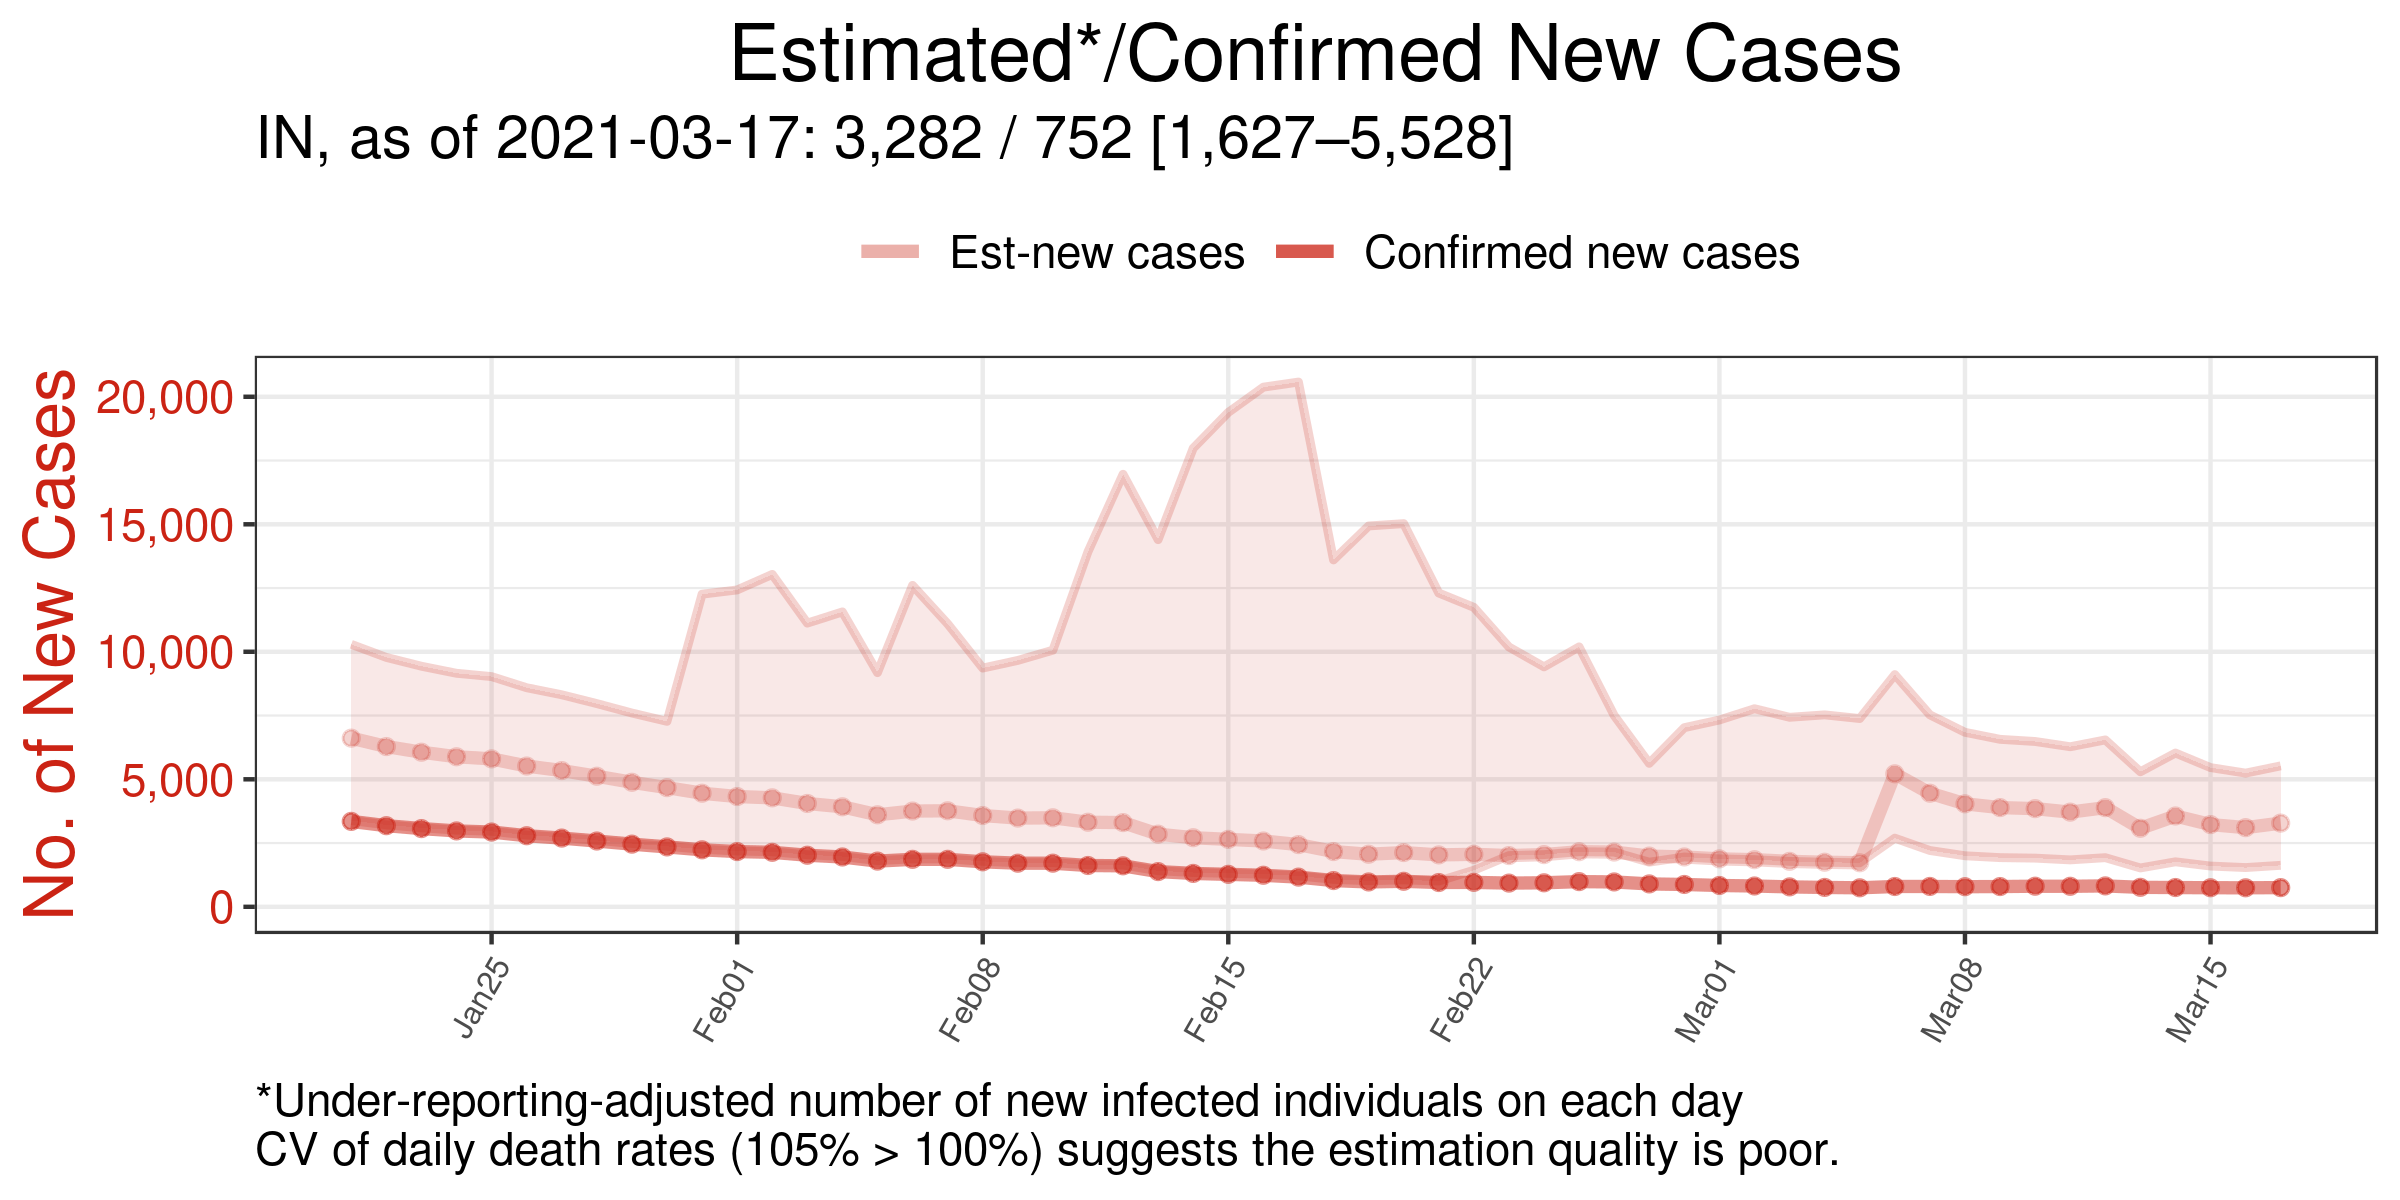 Estimated*/Confirmed New Cases
IN, as of 2021-03-17: 3,282 / 752 [1,627–5,528]
Est-new cases
Confirmed new cases
No. of New Cases
20,000
15,000
10,000
5,000
0
Jan25
Feb01
Feb08
Feb15
Feb22
Mar01
Mar08
Mar15
*Under-reporting-adjusted number of new infected individuals on each day
CV of daily death rates (105% > 100%) suggests the estimation quality is poor.